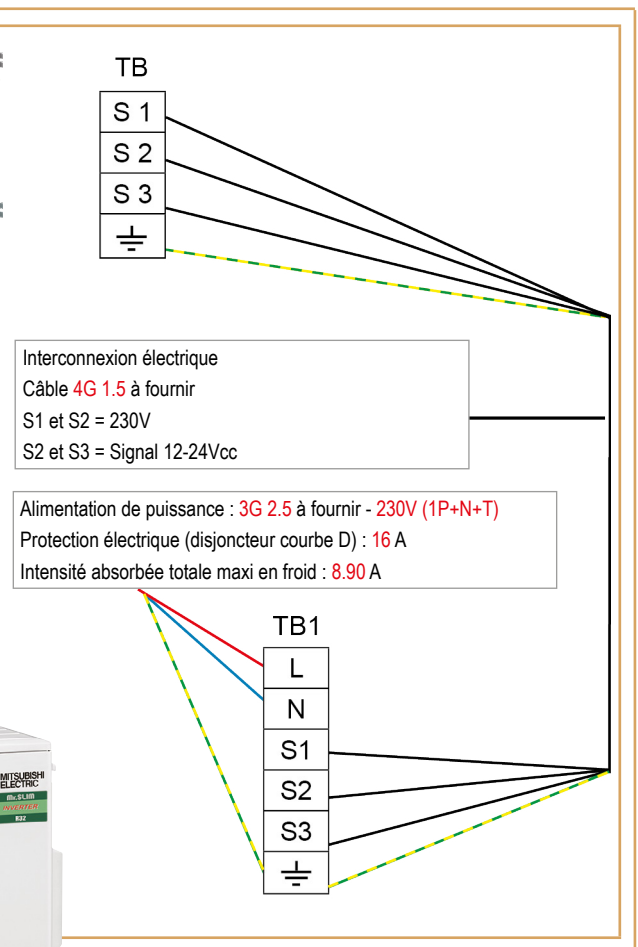 TB
S 1
S 2
S 3
Interconnexion électrique
Câble 4G 1.5 à fournir
S1 et S2 = 230V
S2 et S3 = Signal 12-24Vcc
Alimentation de puissance : 3G 2.5 à fournir - 230V (1P+N+T)
Protection électrique (disjoncteur courbe D) : 16 A
Intensité absorbée totale maxi en froid : 8.90 A
TB1
L
N
S1
S2
S3
MITSUBISHI
ELECTRIC
Mr.SLIM
INVERTER
R32